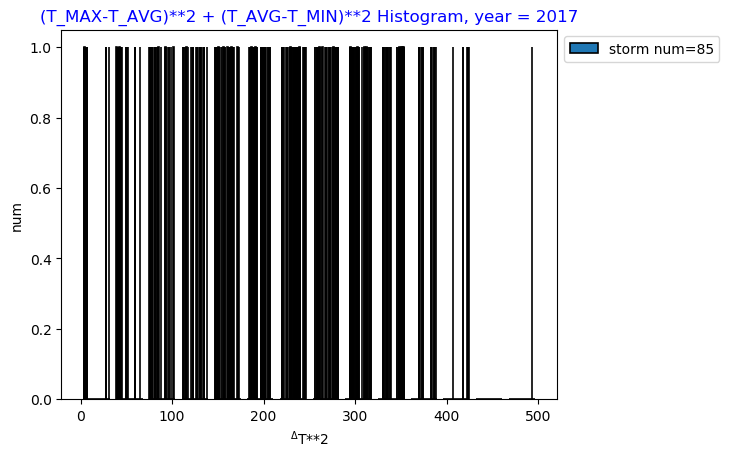 (T_MAX-T_AVG)**2 + (T_AVG-T_MIN)**2 Histogram, year = 2017
storm num=85
1.0
0.8
0.6
0.4
0.2
0.0
num
0 100 200 300 400 500
ΔT**2